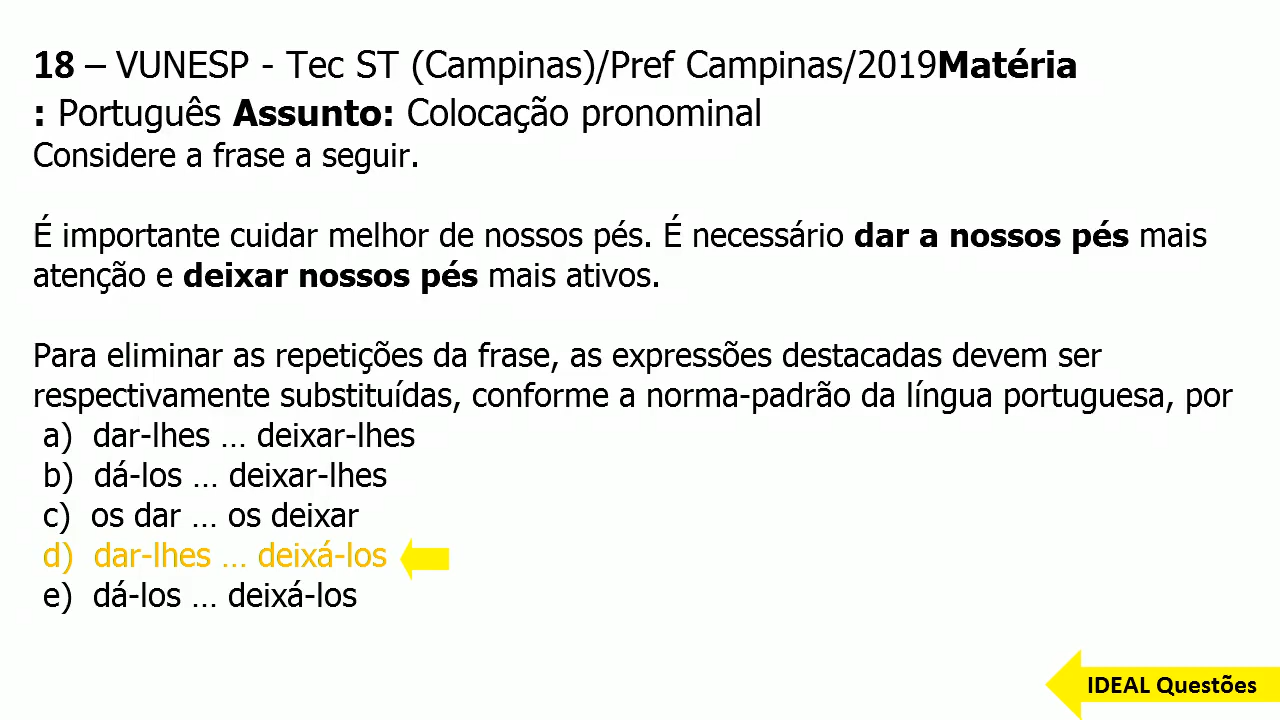 18 – VUNESP - Tec ST (Campinas)/Pref Campinas/2019Matéria
: Português Assunto: Colocação pronominal
Considere a frase a seguir.
É importante cuidar melhor de nossos pés. É necessário dar a nossos pés mais
atenção e deixar nossos pés mais ativos.
Para eliminar as repetições da frase, as expressões destacadas devem ser
respectivamente substituídas, conforme a norma-padrão da língua portuguesa, por
a) dar-lhes … deixar-lhes
b) dá-los … deixar-lhes
c) os dar … os deixar
d) dar-lhes … deixá-los
e) dá-los … deixá-los
IDEAL Questões